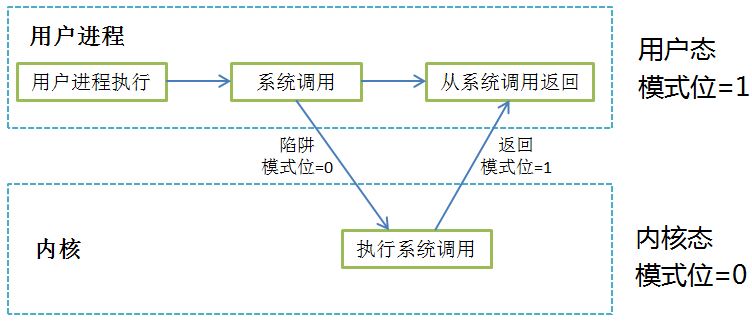 用户进程
用户进程执行
系统调用
从系统调用返回
用户态
模式位=1
陷阱
模式位=0
返回
模式位=1
内核
执行系统调用
内核态
模式位=0